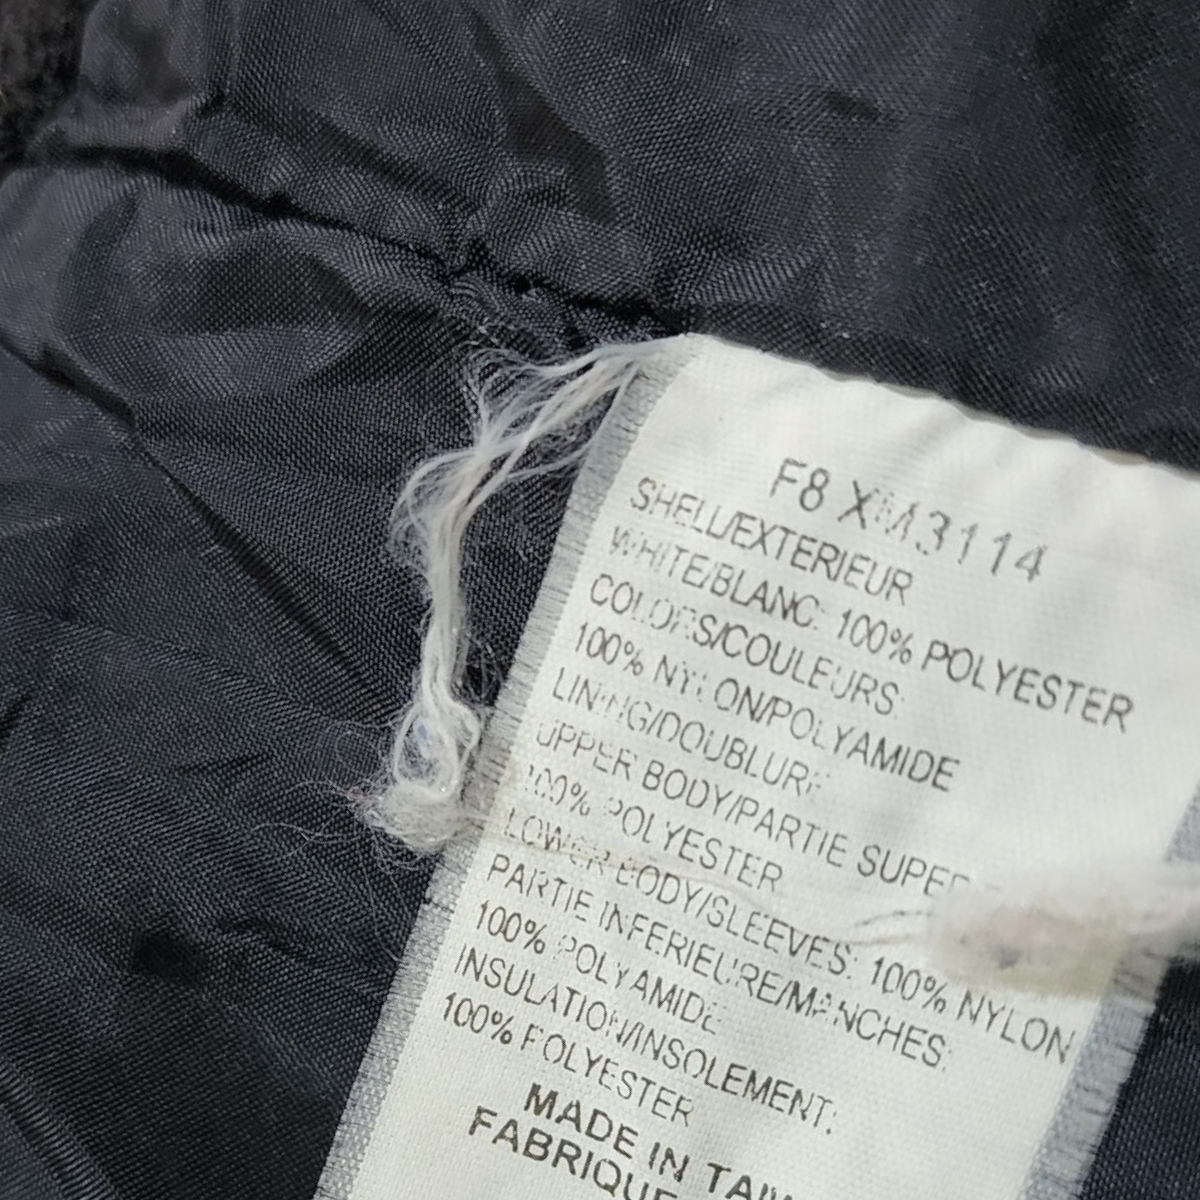 F8 XM3114
SHELL/EXTERIEUR
WHITE/BLANC: 100% POLYESTER
COLORS/COULEURS
100% NYLON/POLYAMIDE
LINING/DOUBLURE
UPPER BODY/PARTIE
100% POLYESTER
LOWER BODY/SLEEVES: 100% NYLON
PARTIE INFERIEURE/MANCHES:
100% POLYAMIDE
INSULATION/INSOLEMENT:
100% POLYESTER
MADE IN